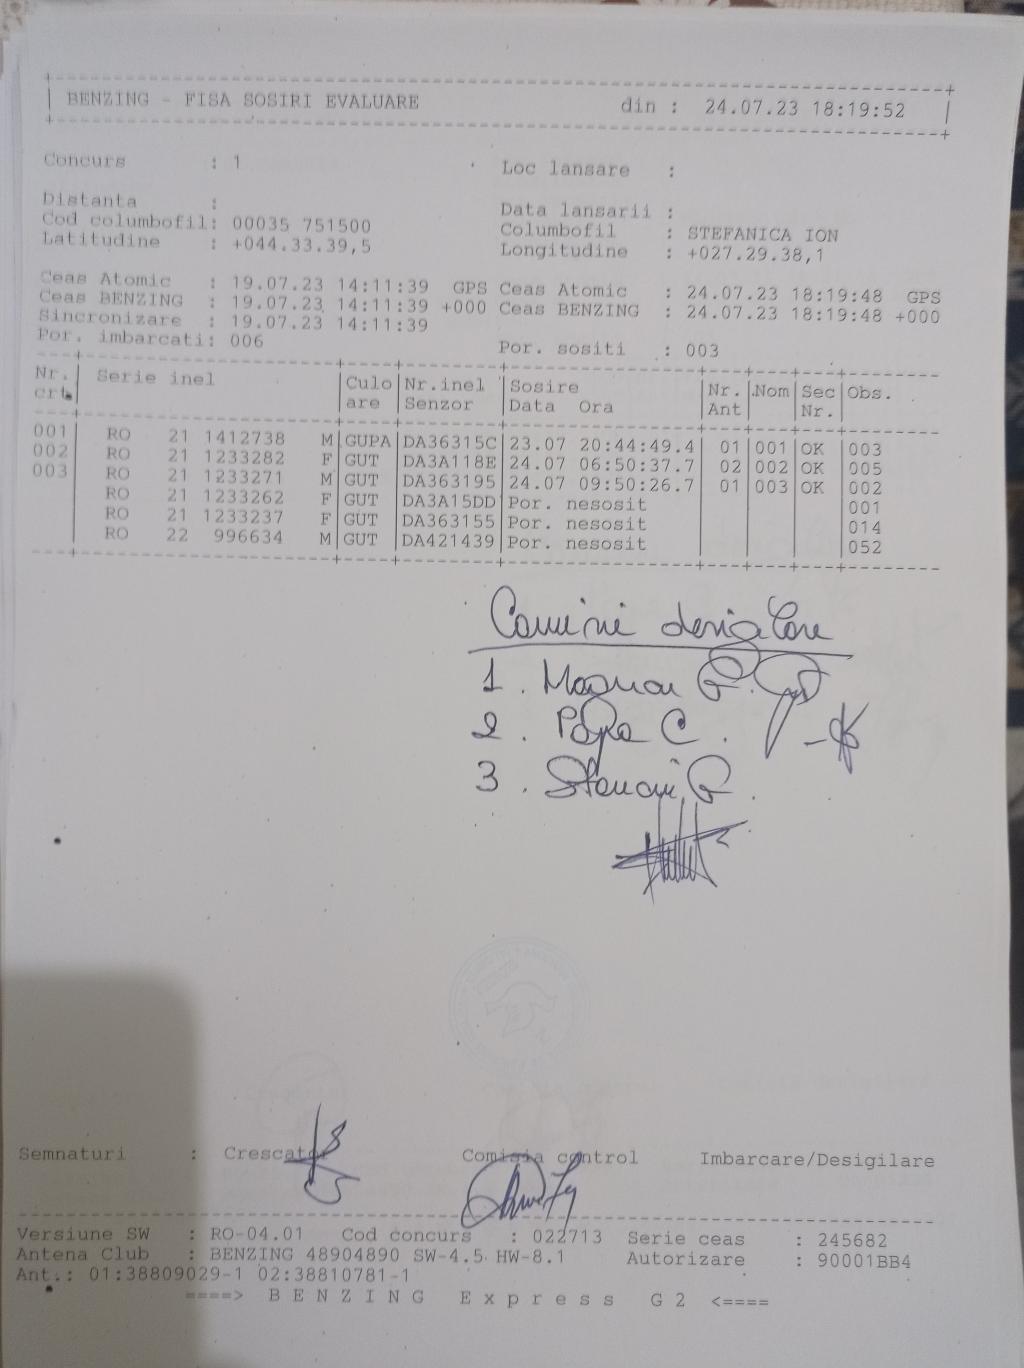 BENZING - FISA SOSIRI EVALUARE din : 24.07.23 18:19:52
Concurs : 1 Loc lansare :
Distanta : Data lansarii :
Cod columbofil: 00035 751500 Columbofil : STEFANICA ION
Latitudine : +044.33.39,5 Longitudine : +027.29.38,1
Ceas Atomic : 19.07.23 14:11:39 GPS Ceas Atomic : 24.07.23 18:19:48 GPS
Ceas BENZING : 19.07.23 14:11:39 +000 Ceas BENZING : 24.07.23 18:19:48 +000
Sincronizare : 19.07.23 14:11:39
Por. imbarcati: 006 Por. sositi : 003
Nr. Serie inel Culo Nr.inel Sosire Nr. Nom Sec Obs.
crt. are Senzor Data Ora Ant Nr.
001 RO 21 1412738 M GUPA DA36315C 23.07 20:44:49.4 01 001 OK 003
002 RO 21 1233282 F GUT DA3A118E 24.07 06:50:37.7 02 002 OK 005
003 RO 21 1233271 M GUT DA363195 24.07 09:50:26.7 01 003 OK 002
RO 21 1233262 F GUT DA3A15DD Por. nesosit 001
RO 21 1233237 F GUT DA363155 Por. nesosit 014
RO 22 996634 M GUT DA421439 Por. nesosit 052
1. G.
2. Popa C.
3. G.
Semnaturi : Crescator Comisia control Imbarcare/Desigilare
Versiune SW : RO-04.01 Cod concurs : 022713 Serie ceas : 245682
Antena Club : BENZING 48904890 SW-4.5 HW-8.1 Autorizare : 90001BB4
Ant.: 01:38809029-1 02:38810781-1
====> B E N Z I N G E x p r e s s G 2 <====